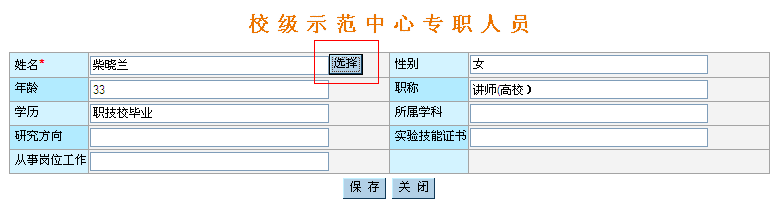 校级示范中心专职人员
姓名* 柴晓兰 选择 性别 女
年龄 33 职称 讲师(高校）
学历 职技校毕业 所属学科
研究方向 实验技能证书
从事岗位工作
保 存 关 闭